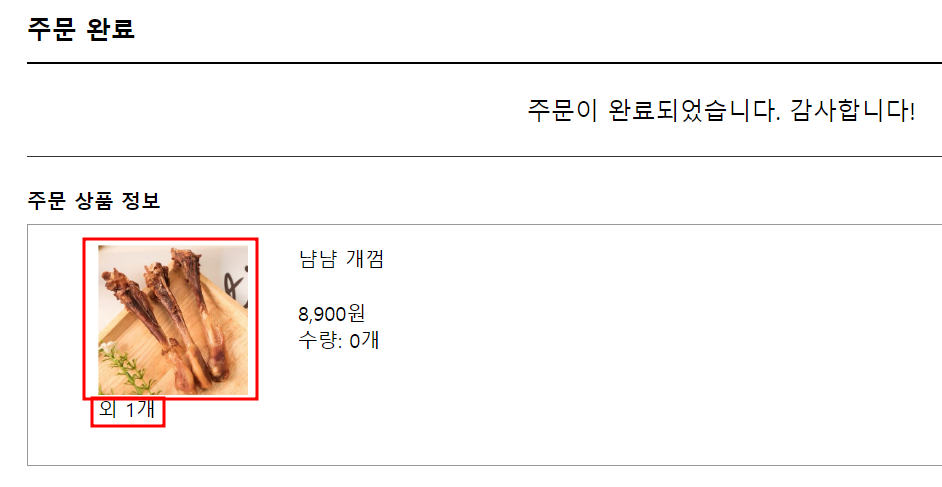 주문 완료
주문이 완료되었습니다. 감사합니다!
주문 상품 정보
냠냠 개껌
8,900원
수량: 0개
외 1개